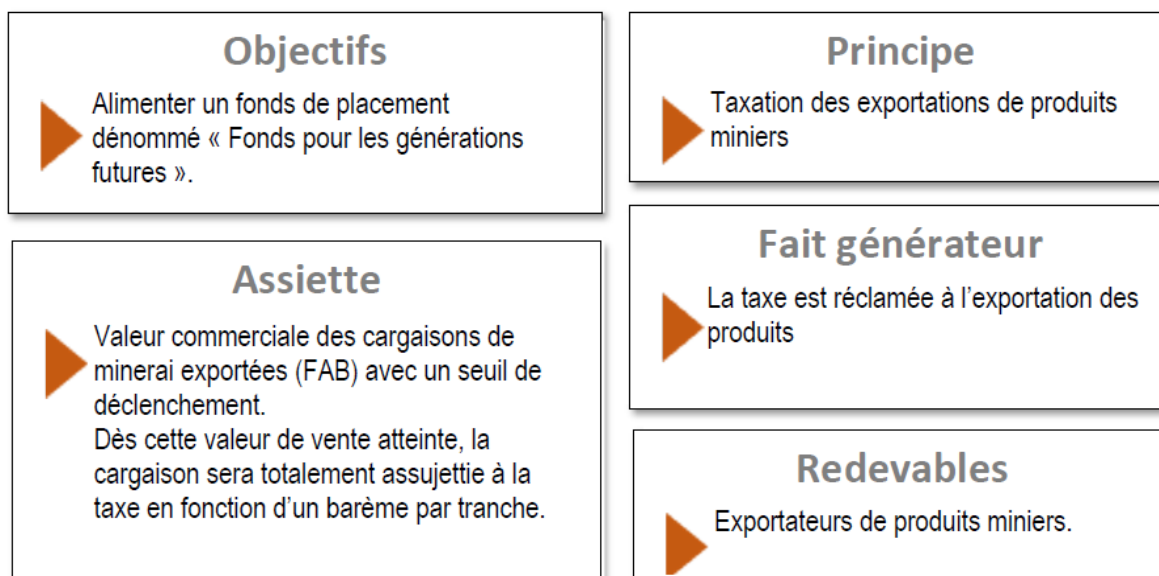 Objectifs
Alimenter un fonds de placement
dénommé « Fonds pour les générations
futures ».
Principe
Taxation des exportations de produits
miniers
Assiette
Valeur commerciale des cargaisons de
minerai exportées (FAB) avec un seuil de
déclenchement.
Dès cette valeur de vente atteinte, la
cargaison sera totalement assujettie à la
taxe en fonction d’un barème par tranche.
Fait générateur
La taxe est réclamée à l’exportation des
produits
Redevables
Exportateurs de produits miniers.